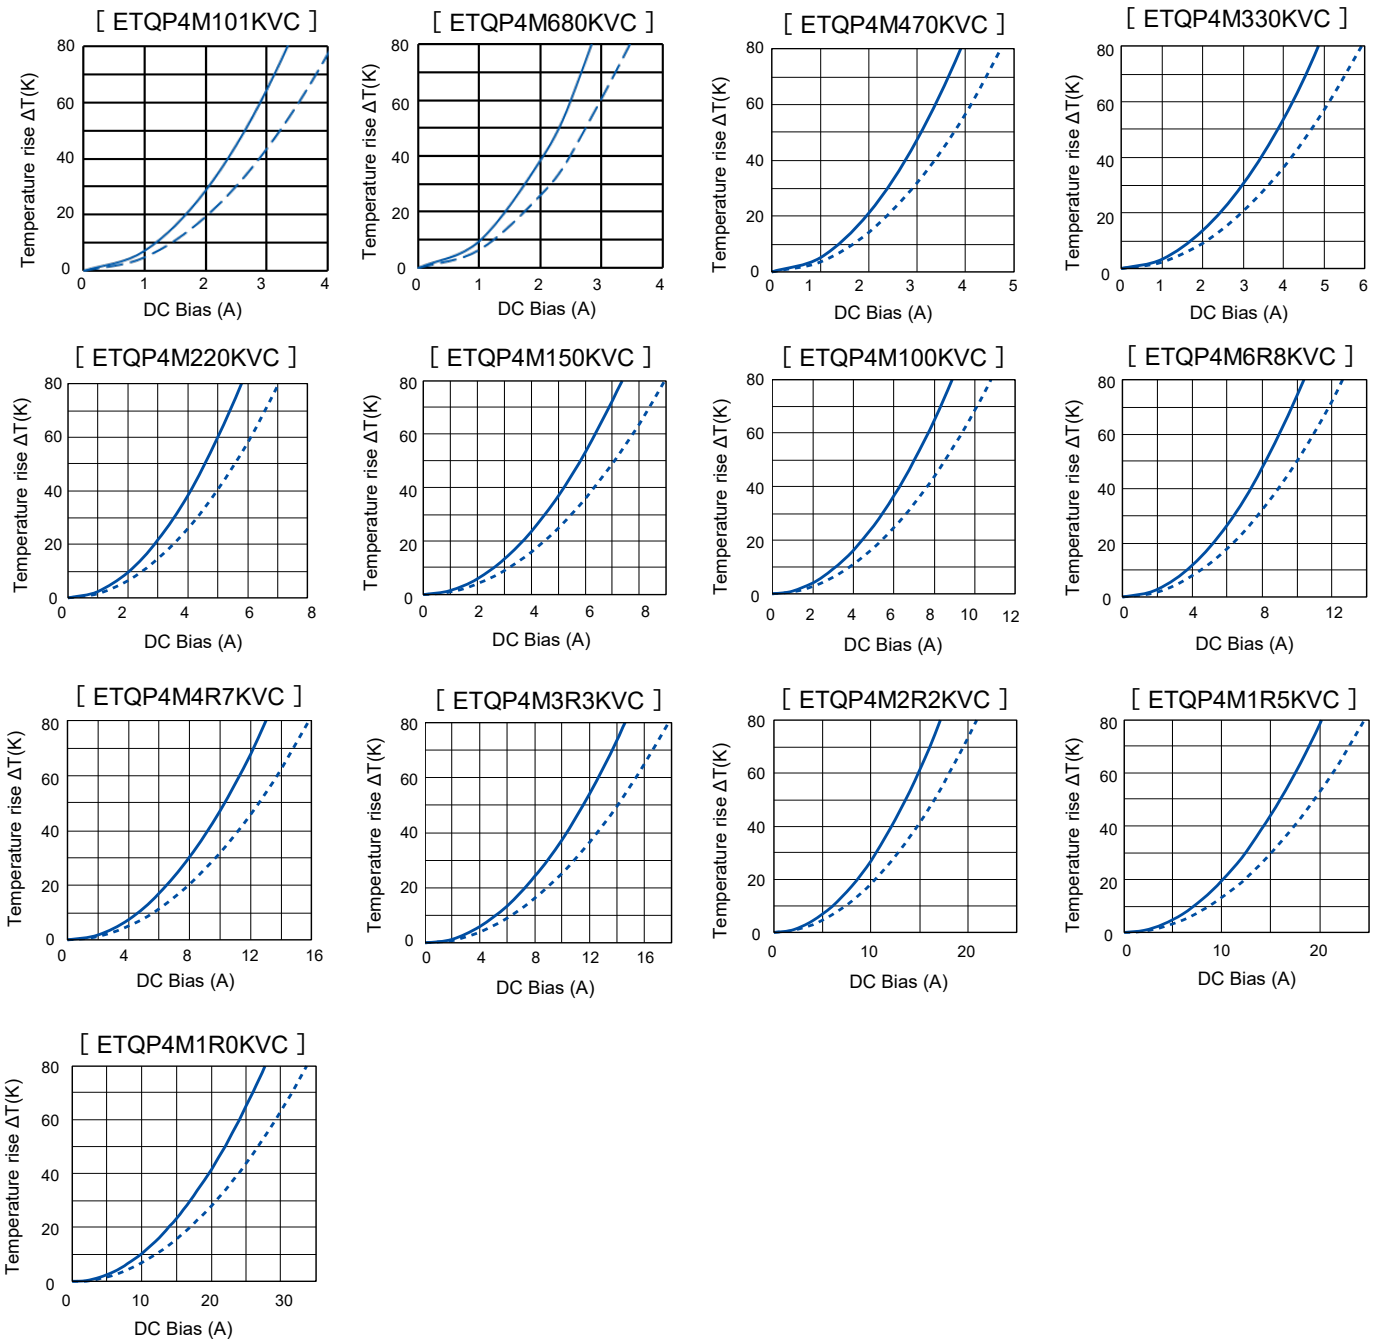 [ ETQP4M101KVC ]
Temperature rise ΔT(K)
80
60
40
20
0
0 1 2 3 4
DC Bias (A)
[ ETQP4M680KVC ]
Temperature rise ΔT(K)
80
60
40
20
0
0 1 2 3 4
DC Bias (A)
[ ETQP4M470KVC ]
Temperature rise ΔT(K)
80
60
40
20
0
0 1 2 3 4 5
DC Bias (A)
[ ETQP4M330KVC ]
Temperature rise ΔT(K)
80
60
40
20
0
0 1 2 3 4 5 6
DC Bias (A)
[ ETQP4M220KVC ]
Temperature rise ΔT(K)
80
60
40
20
0
0 2 4 6 8
DC Bias (A)
[ ETQP4M150KVC ]
Temperature rise ΔT(K)
80
60
40
20
0
0 2 4 6 8
DC Bias (A)
[ ETQP4M100KVC ]
Temperature rise ΔT(K)
80
60
40
20
0
0 2 4 6 8 10 12
DC Bias (A)
[ ETQP4M6R8KVC ]
Temperature rise ΔT(K)
80
60
40
20
0
0 4 8 12
DC Bias (A)
[ ETQP4M4R7KVC ]
Temperature rise ΔT(K)
80
60
40
20
0
0 4 8 12 16
DC Bias (A)
[ ETQP4M3R3KVC ]
Temperature rise ΔT(K)
80
60
40
20
0
0 4 8 12 16
DC Bias (A)
[ ETQP4M2R2KVC ]
Temperature rise ΔT(K)
80
60
40
20
0
0 10 20
DC Bias (A)
[ ETQP4M1R5KVC ]
Temperature rise ΔT(K)
80
60
40
20
0
0 10 20
DC Bias (A)
[ ETQP4M1R0KVC ]
Temperature rise ΔT(K)
80
60
40
20
0
0 10 20 30
DC Bias (A)